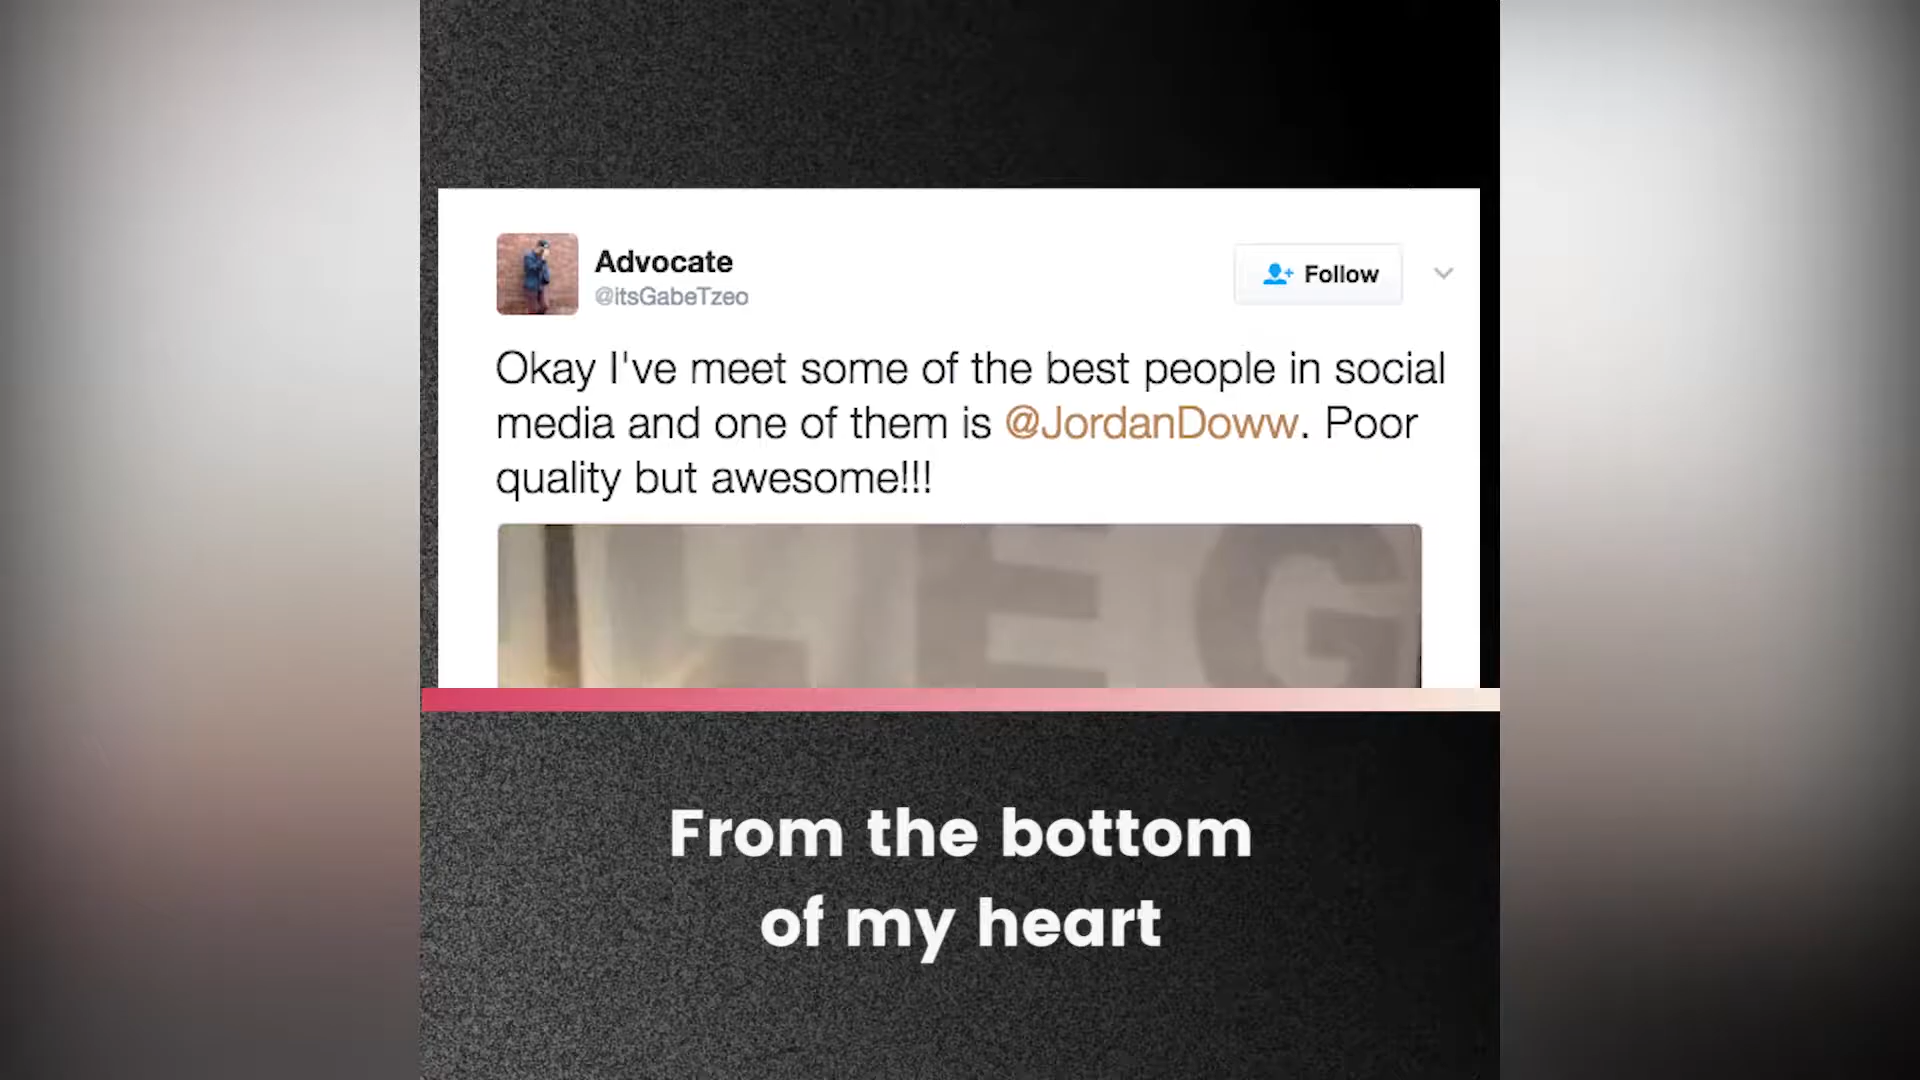 Advocate
@itsGabeTzeo
Follow
Okay I've meet some of the best people in social
media and one of them is @JordanDoww. Poor
quality but awesome!!!
EG
From the bottom
of my heart